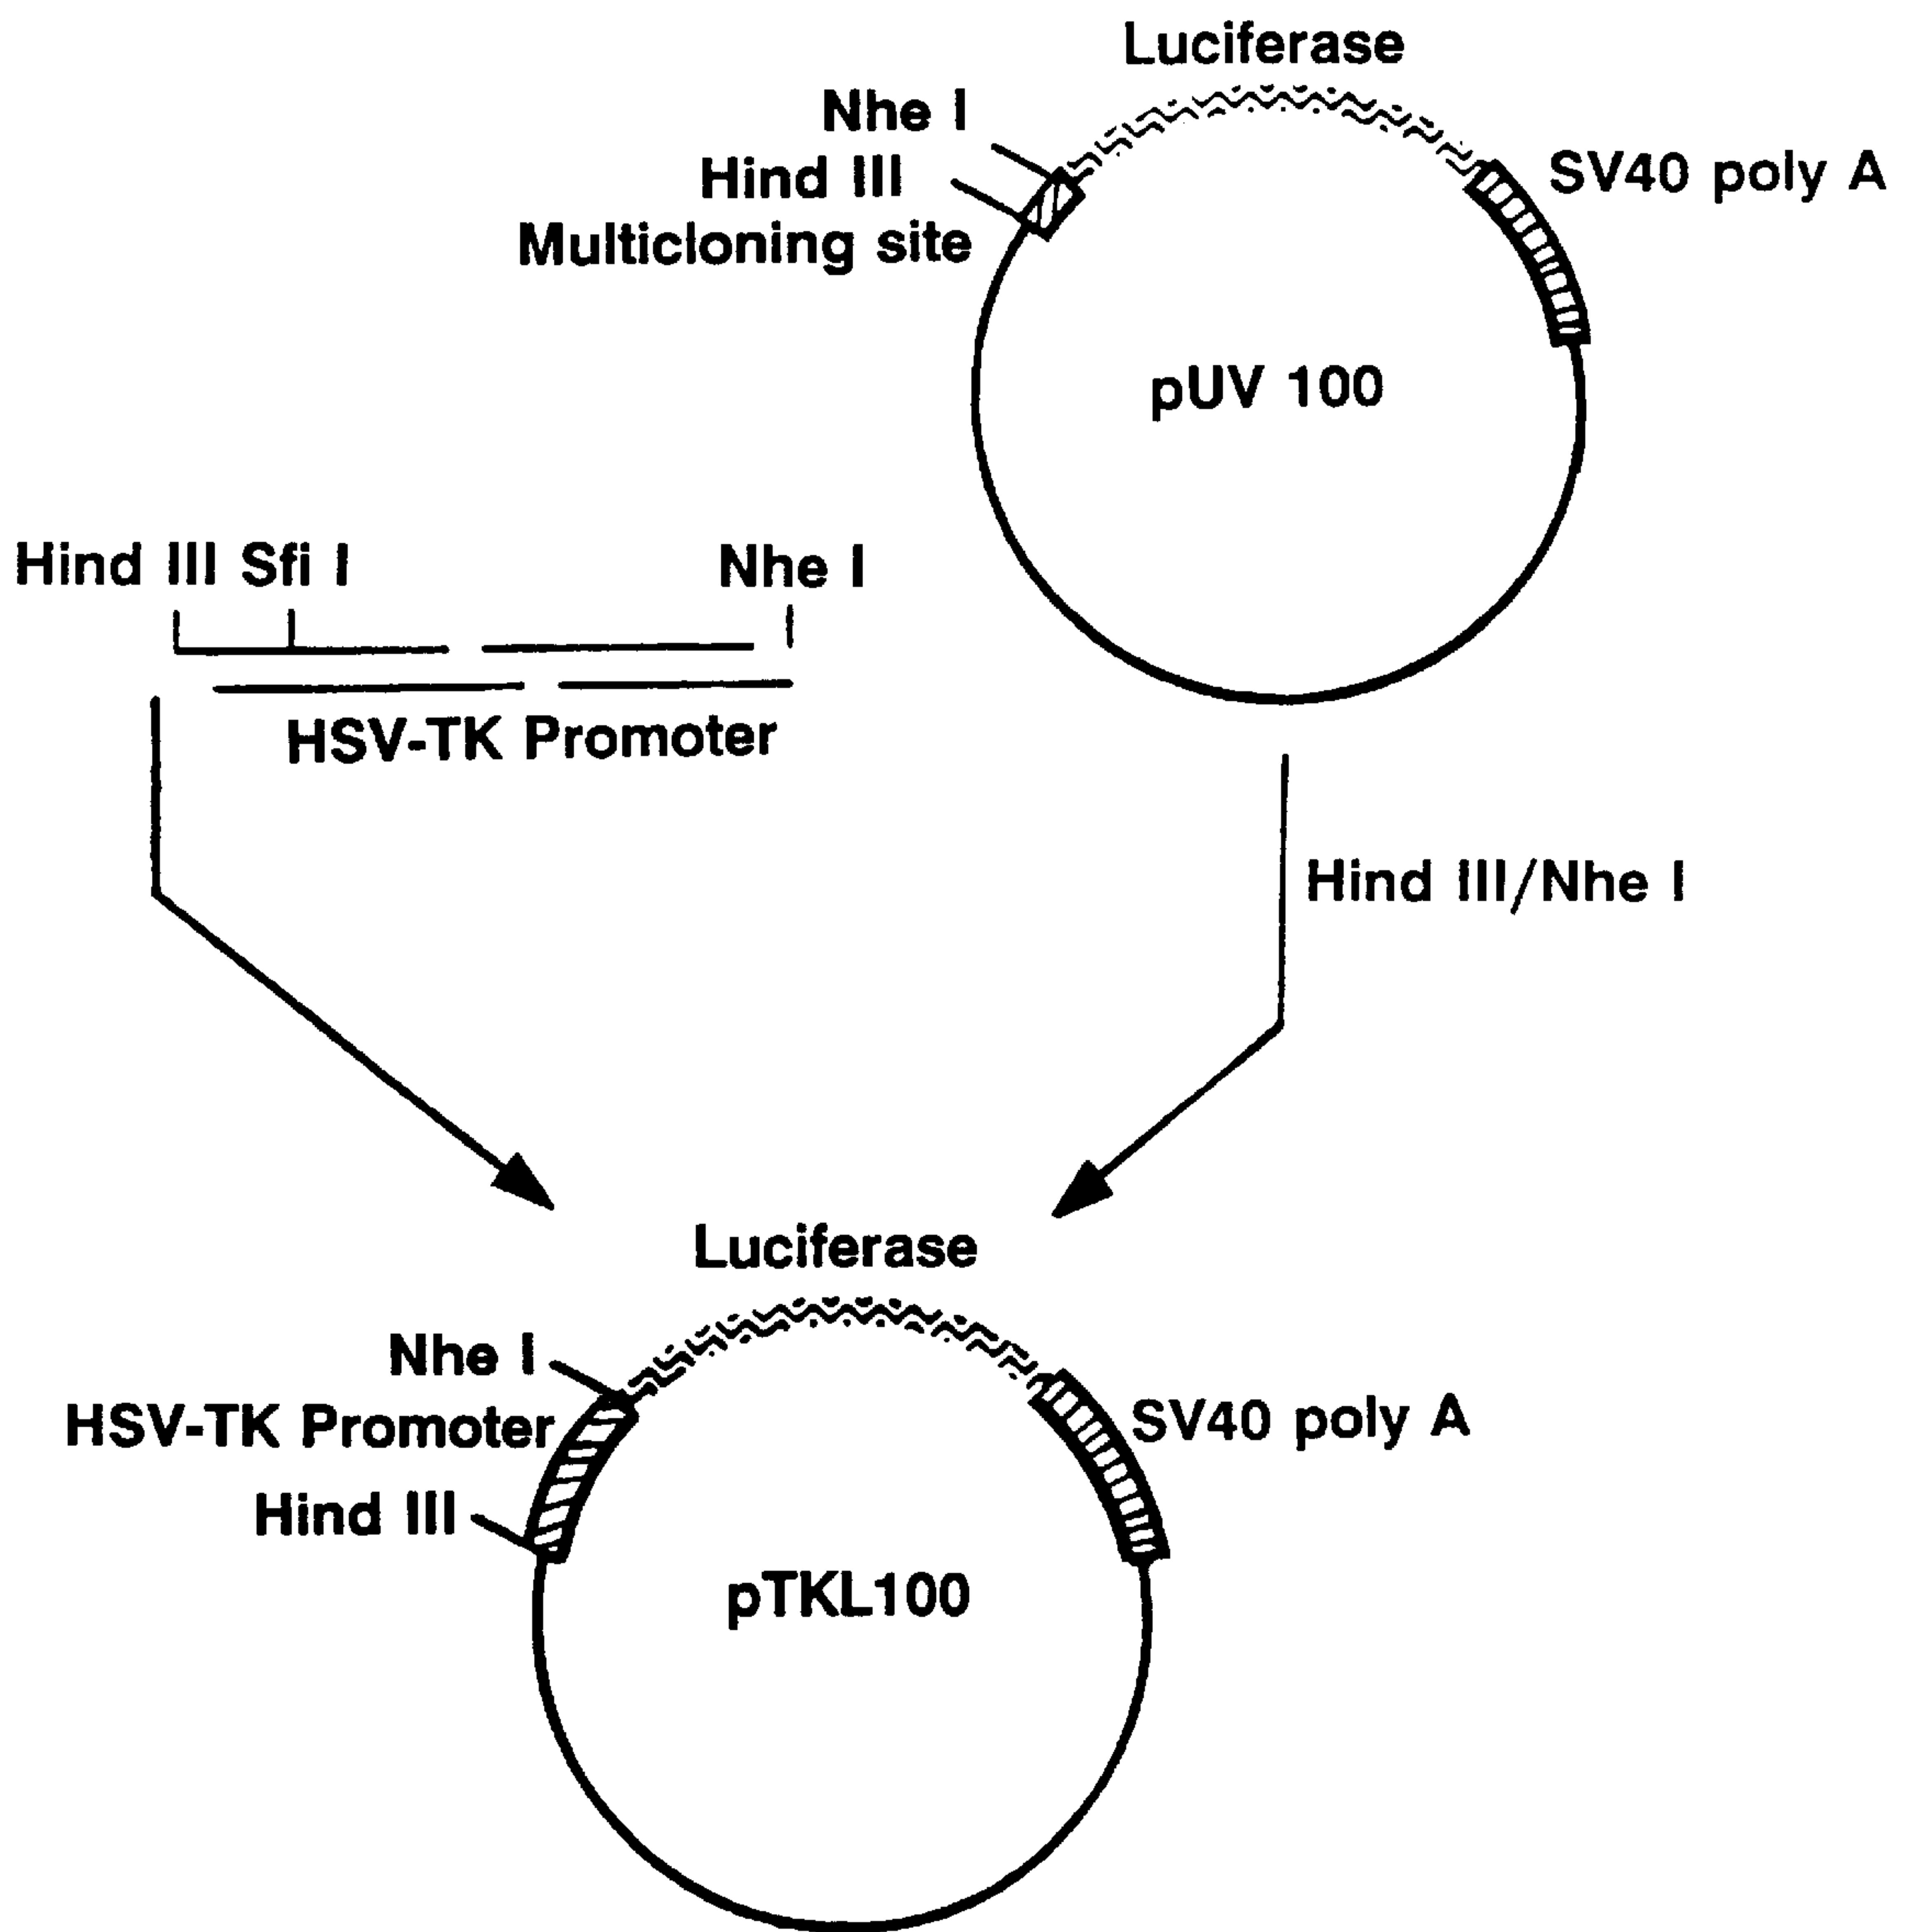 Luciferase
Nhe I
Hind III
Multicloning site
SV40 poly A
pUV 100
Hind III Sfi I
Nhe I
HSV-TK Promoter
Hind III/Nhe I
Luciferase
Nhe I
HSV-TK Promoter
Hind III
SV40 poly A
pTKL100